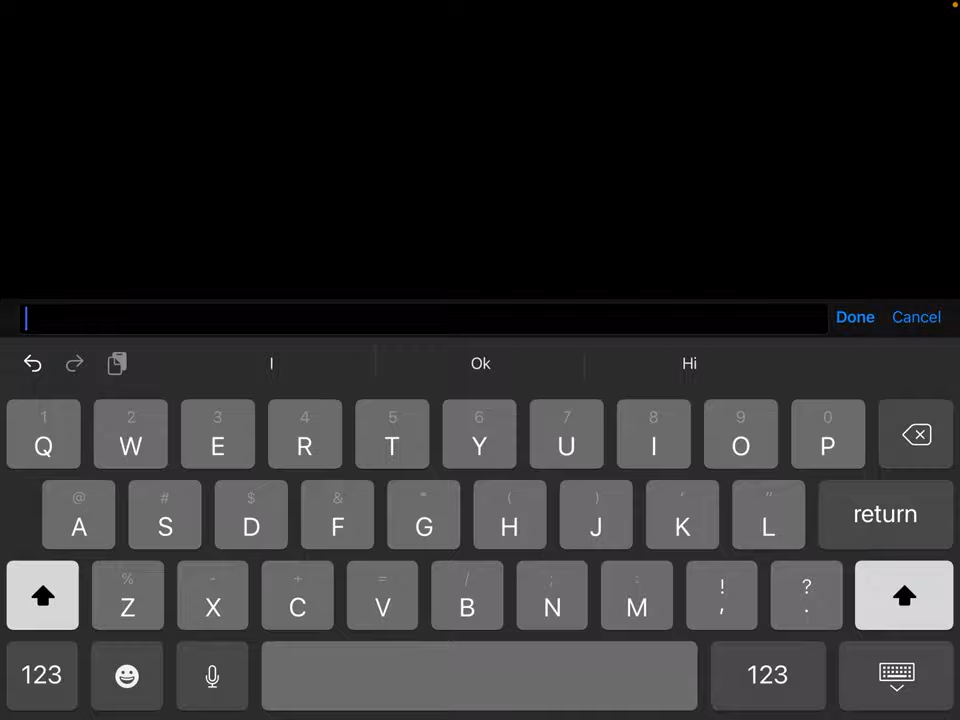 Done Cancel
I Ok Hi
1 2 3 4 5 6 7 8 9 0
Q W E R T Y U I O P
@ # $ & * ( ) ' "
A S D F G H J K L return
% - + = / ; : ! ?
Z X C V B N M , .
123 123